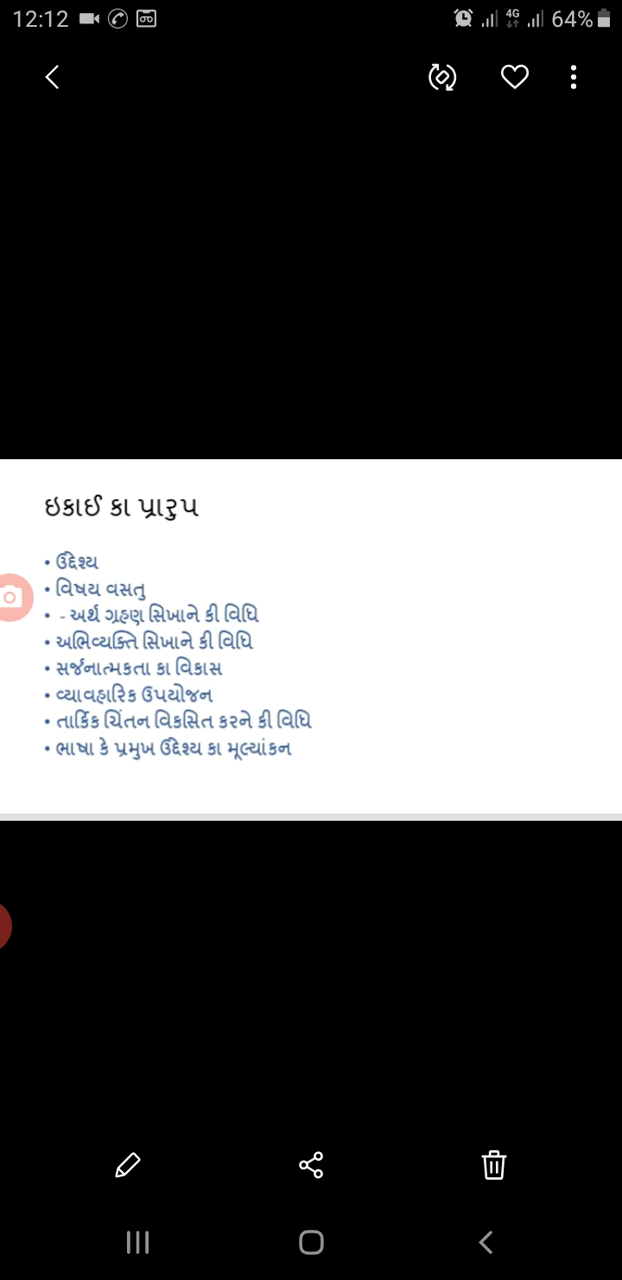 12:12
4G 64%
ઇકાઈ કા પ્રારુપ
• ઉદ્દેશ્ય
• વિષય વસતુ
• - અર્થ ગ્રહણ સિખાને કી વિધિ
• અભિવ્યક્તિ સિખાને કી વિધિ
• સર્જનાત્મકતા કા વિકાસ
• વ્યાવહારિક ઉપયોજન
• તાર્કિક ચિંતન વિકસિત કરને કી વિધિ
• ભાષા કે પ્રમુખ ઉદ્દેશ્ય કા મૂલ્યાંકન